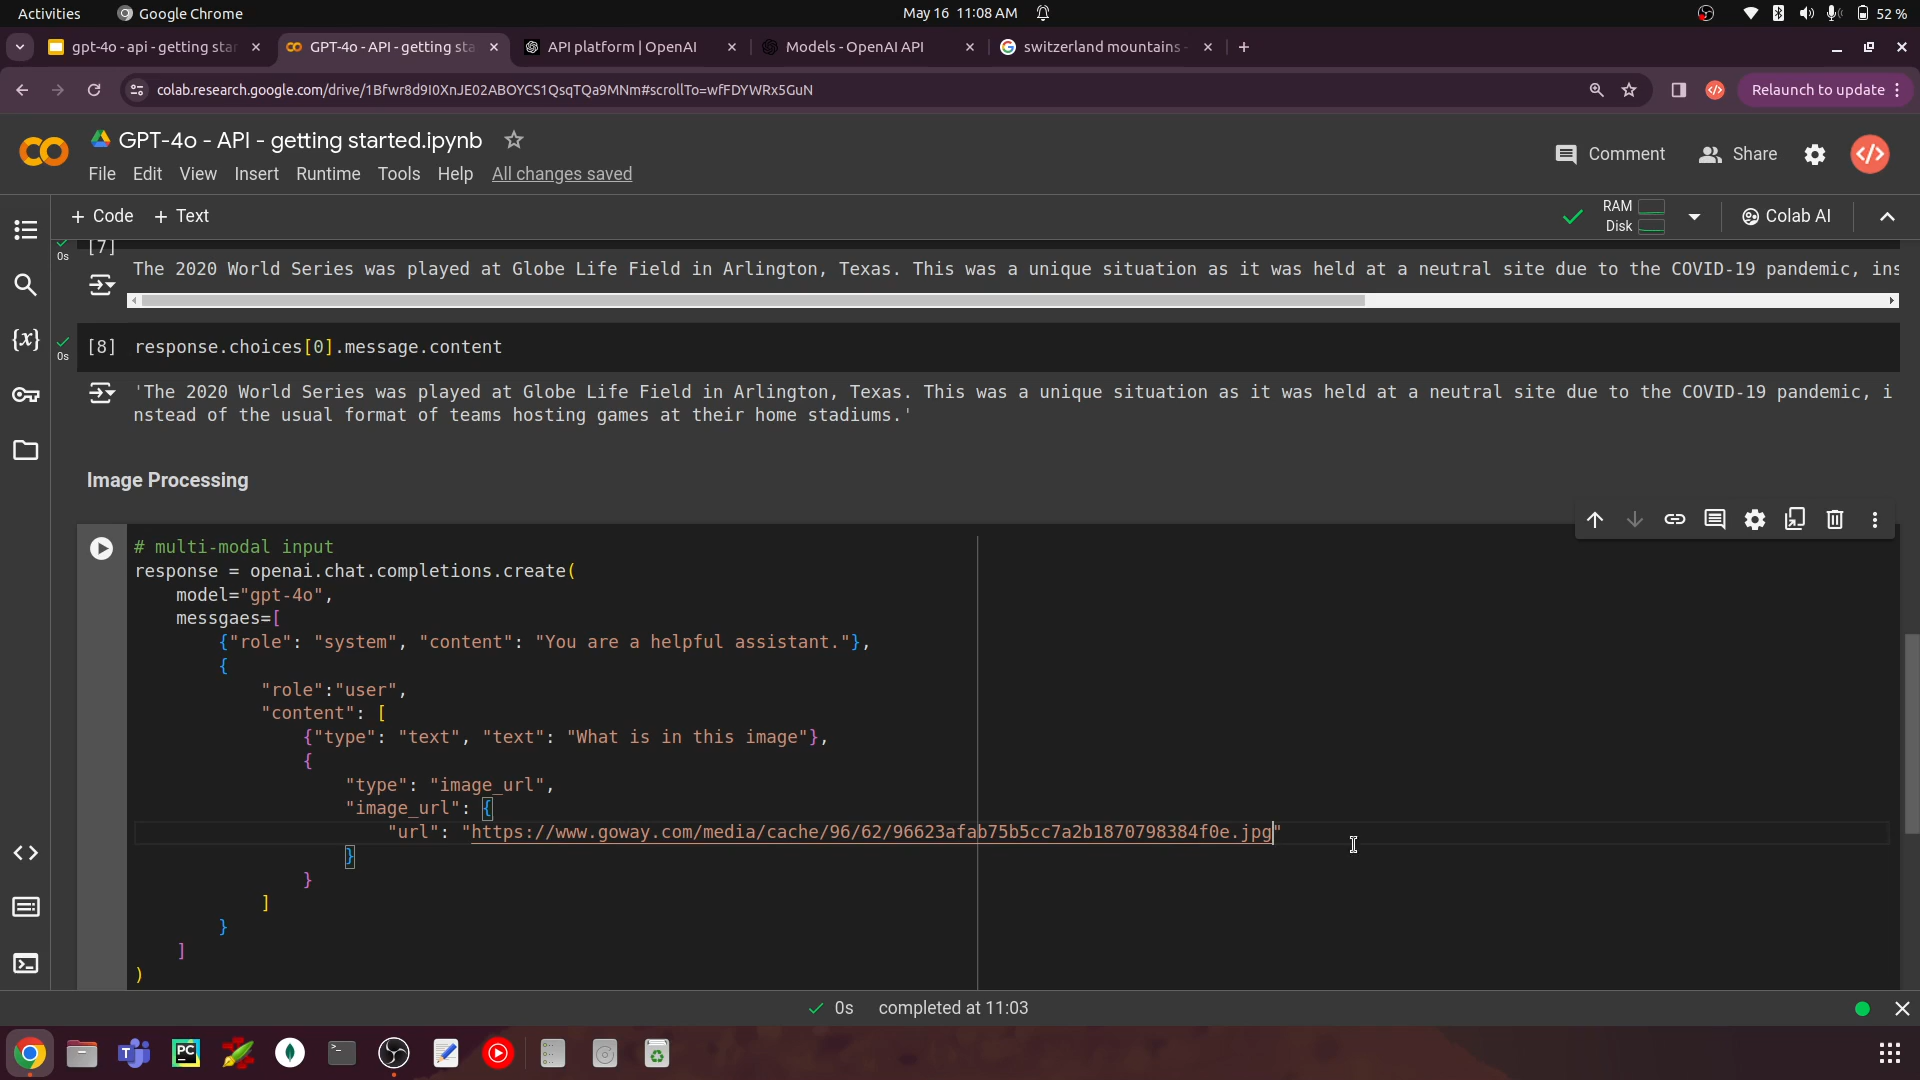 Activities Google Chrome May 16 11:08 AM 52 %
gpt-4o - api - getting star GPT-4o - API - getting sta API platform | OpenAI Models - OpenAI API switzerland mountains -
colab.research.google.com/drive/1Bfwr8d9I0XnJE02ABOYCS1QsqTQa9MNm#scrollTo=wfFDYWRx5GuN Relaunch to update
GPT-4o - API - getting started.ipynb
Comment Share
File Edit View Insert Runtime Tools Help All changes saved
+ Code + Text RAM Disk Colab AI
[7]
0s
The 2020 World Series was played at Globe Life Field in Arlington, Texas. This was a unique situation as it was held at a neutral site due to the COVID-19 pandemic, ins
[8] response.choices[0].message.content
0s
'The 2020 World Series was played at Globe Life Field in Arlington, Texas. This was a unique situation as it was held at a neutral site due to the COVID-19 pandemic, i
nstead of the usual format of teams hosting games at their home stadiums.'
Image Processing
# multi-modal input
response = openai.chat.completions.create(
model="gpt-4o",
messgaes=[
{"role": "system", "content": "You are a helpful assistant."},
{
"role":"user",
"content": [
{"type": "text", "text": "What is in this image"},
{
"type": "image_url",
"image_url": {
"url": "https://www.goway.com/media/cache/96/62/96623afab75b5cc7a2b1870798384f0e.jpg"
}
}
]
}
]
)
0s completed at 11:03